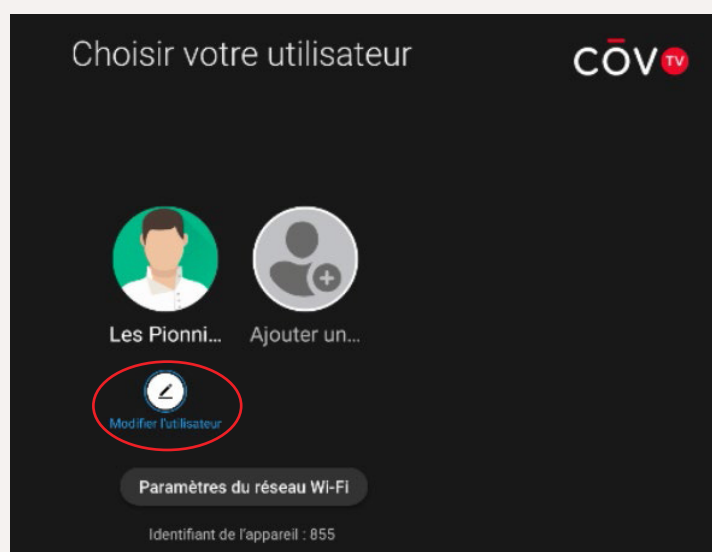 Choisir votre utilisateur
CŌV TV
Les Pionni...
Ajouter un...
Modifier l'utilisateur
Paramètres du réseau Wi-Fi
Identifiant de l'appareil : 855